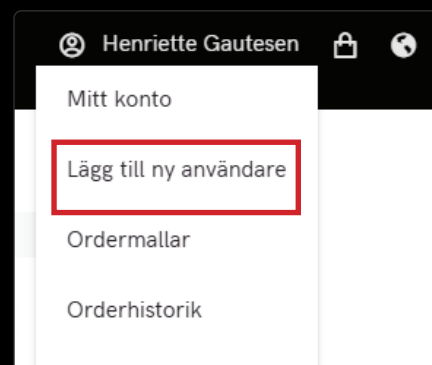 Henriette Gautesen
Mitt konto
Lägg till ny användare
Ordermallar
Orderhistorik